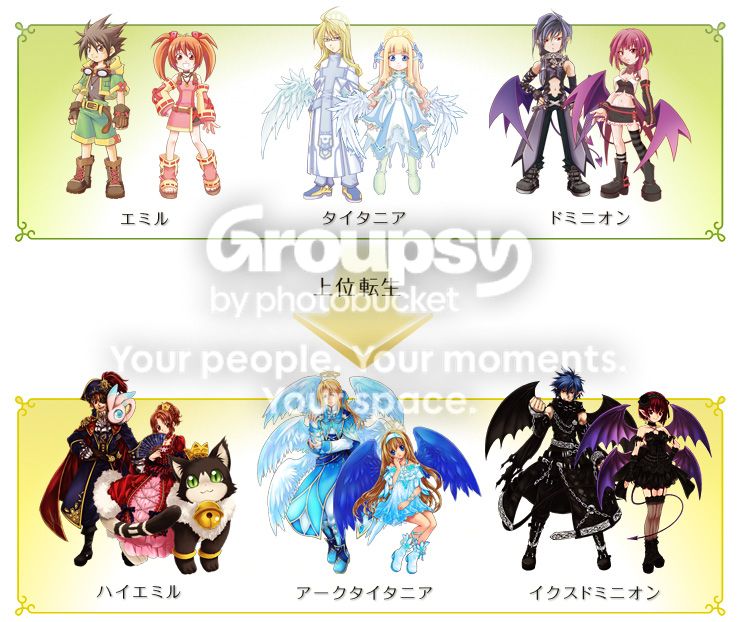 エミル
タイタニア
ドミニオン
Groupsy
by photobucket
上位転生
Your people. Your moments.
Your space.
ハイエミル
アークタイタニア
イクスドミニオン